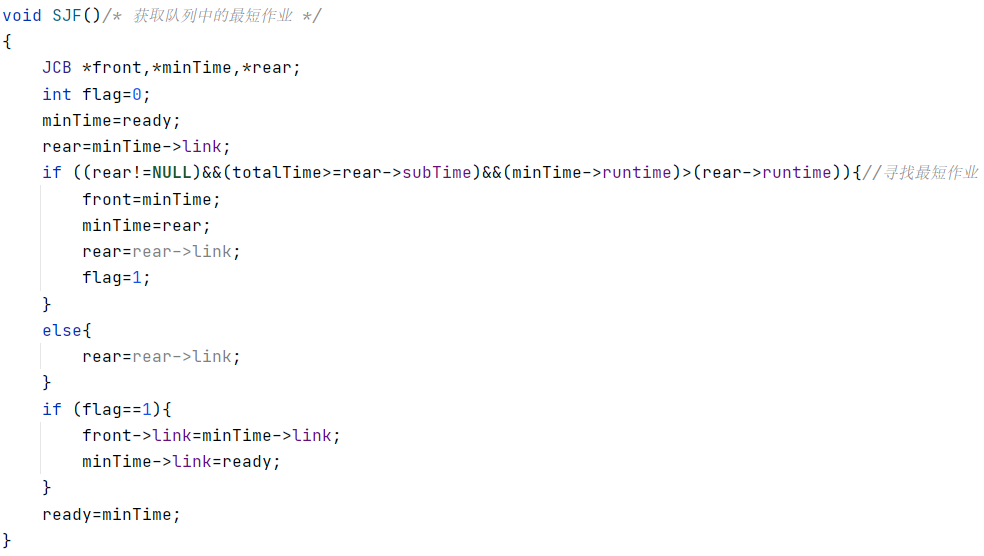 void SJF()/* 获取队列中的最短作业 */
{
    JCB *front,*minTime,*rear;
    int flag=0;
    minTime=ready;
    rear=minTime->link;
    if ((rear!=NULL)&&(totalTime>=rear->subTime)&&(minTime->runtime)>(rear->runtime)){//寻找最短作业
        front=minTime;
        minTime=rear;
        rear=rear->link;
        flag=1;
    }
    else{
        rear=rear->link;
    }
    if (flag==1){
        front->link=minTime->link;
        minTime->link=ready;
    }
    ready=minTime;
}